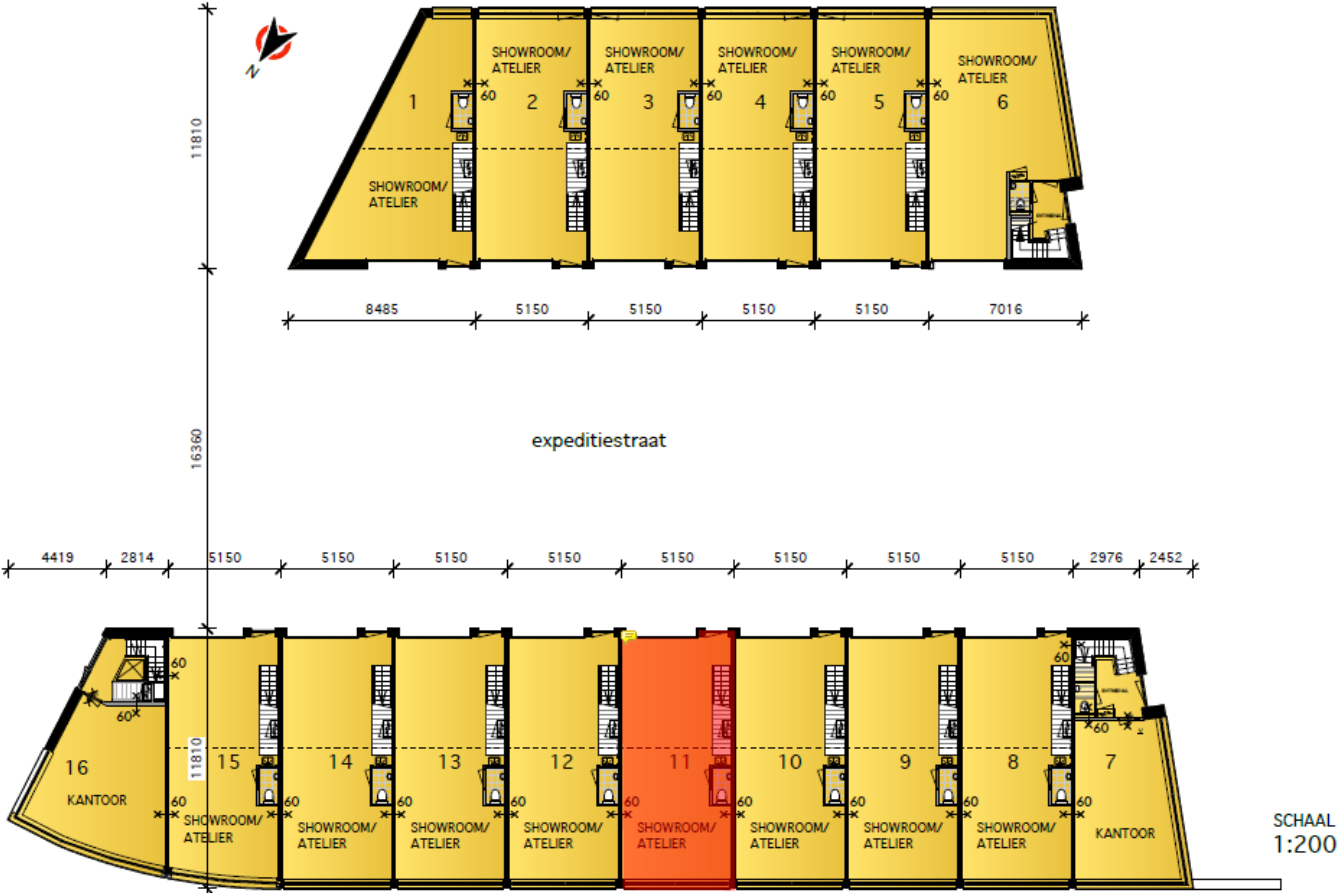 N
11810
SHOWROOM/
ATELIER
SHOWROOM/
ATELIER
SHOWROOM/
ATELIER
SHOWROOM/
ATELIER
SHOWROOM/
ATELIER
60
60
60
60
60
1
2
3
4
5
6
SHOWROOM/
ATELIER
8485
5150
5150
5150
5150
7016
16360
expeditiestraat
4419
2814
5150
5150
5150
5150
5150
5150
5150
5150
2976
2452
60
60
60
60
11810
16
15
14
13
12
11
10
9
8
7
KANTOOR
60
60
60
60
60
60
60
60
60
SHOWROOM/
ATELIER
SHOWROOM/
ATELIER
SHOWROOM/
ATELIER
SHOWROOM/
ATELIER
SHOWROOM/
ATELIER
SHOWROOM/
ATELIER
SHOWROOM/
ATELIER
SHOWROOM/
ATELIER
KANTOOR
SCHAAL
1:200